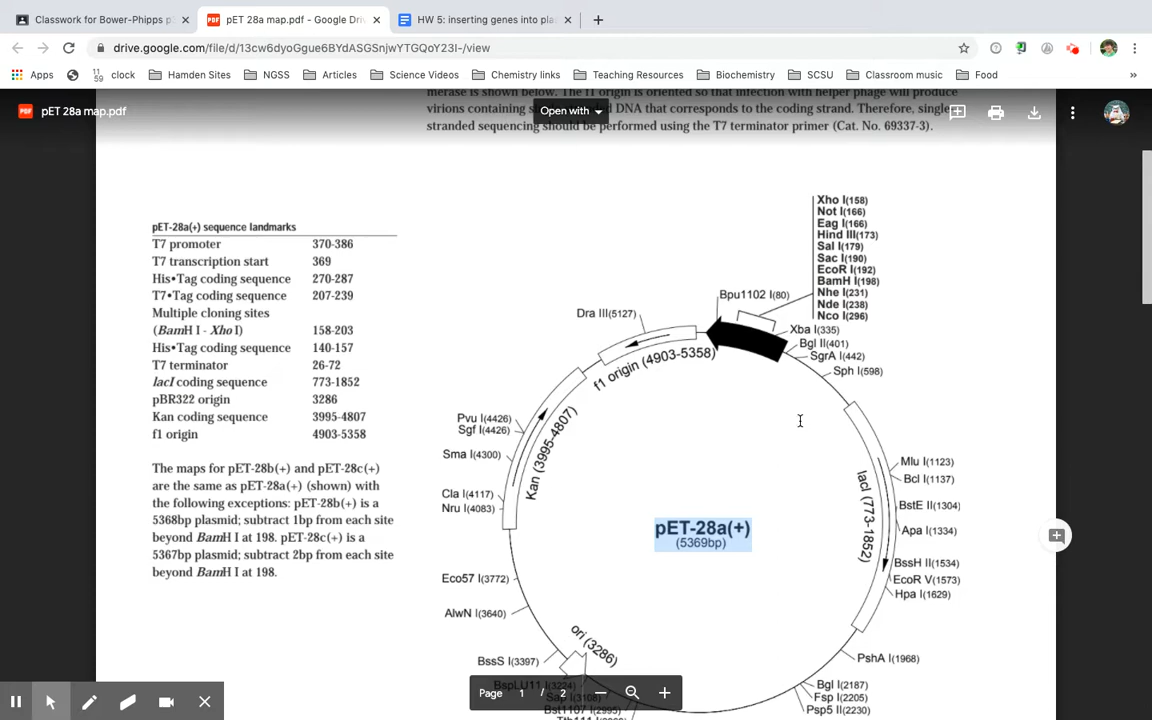 Classwork for Bower-Phipps p
pET 28a map.pdf - Google Dri
HW 5: inserting genes into pla
drive.google.com/file/d/13cw6dyoGgue6BYdASGSnjwYTGQoY23I-/view
Apps
11 59 clock
Hamden Sites
NGSS
Articles
Science Videos
Chemistry links
Teaching Resources
Biochemistry
SCSU
Classroom music
Food
»
PDF pET 28a map.pdf
Open with
merase is shown below. The f1 origin is oriented so that infection with helper phage will produce
virions containing DNA that corresponds to the coding strand. Therefore, single
stranded sequencing should be performed using the T7 terminator primer (Cat. No. 69337-3).
pET-28a(+) sequence landmarks
T7 promoter 370-386
T7 transcription start 369
His•Tag coding sequence 270-287
T7•Tag coding sequence 207-239
Multiple cloning sites
(BamH I - Xho I) 158-203
His•Tag coding sequence 140-157
T7 terminator 26-72
lacI coding sequence 773-1852
pBR322 origin 3286
Kan coding sequence 3995-4807
f1 origin 4903-5358
The maps for pET-28b(+) and pET-28c(+)
are the same as pET-28a(+) (shown) with
the following exceptions: pET-28b(+) is a
5368bp plasmid; subtract 1bp from each site
beyond BamH I at 198. pET-28c(+) is a
5367bp plasmid; subtract 2bp from each site
beyond BamH I at 198.
Xho I(158)
Not I(166)
Eag I(166)
Hind III(173)
Sal I(179)
Sac I(190)
EcoR I(192)
BamH I(198)
Nhe I(231)
Nde I(238)
Nco I(296)
Bpu1102 I(80)
Dra III(5127)
Xba I(335)
Bgl II(401)
SgrA I(442)
Sph I(598)
f1 origin (4903-5358)
Pvu I(4426)
Sgf I(4426)
Sma I(4300)
Kan (3995-4807)
Cla I(4117)
Nru I(4083)
Mlu I(1123)
Bcl I(1137)
BstE II(1304)
Apa I(1334)
lacI (773-1852)
BssH II(1534)
EcoR V(1573)
Hpa I(1629)
pET-28a(+)
(5369bp)
Eco57 I(3772)
AlwN I(3640)
ori (3286)
BssS I(3397)
BspLU11 I(3224)
Sap I(3108)
Bst1107 I(2995)
Tth111
PshA I(1968)
Bgl I(2187)
Fsp I(2205)
Psp5 II(2230)
Page 1 / 2